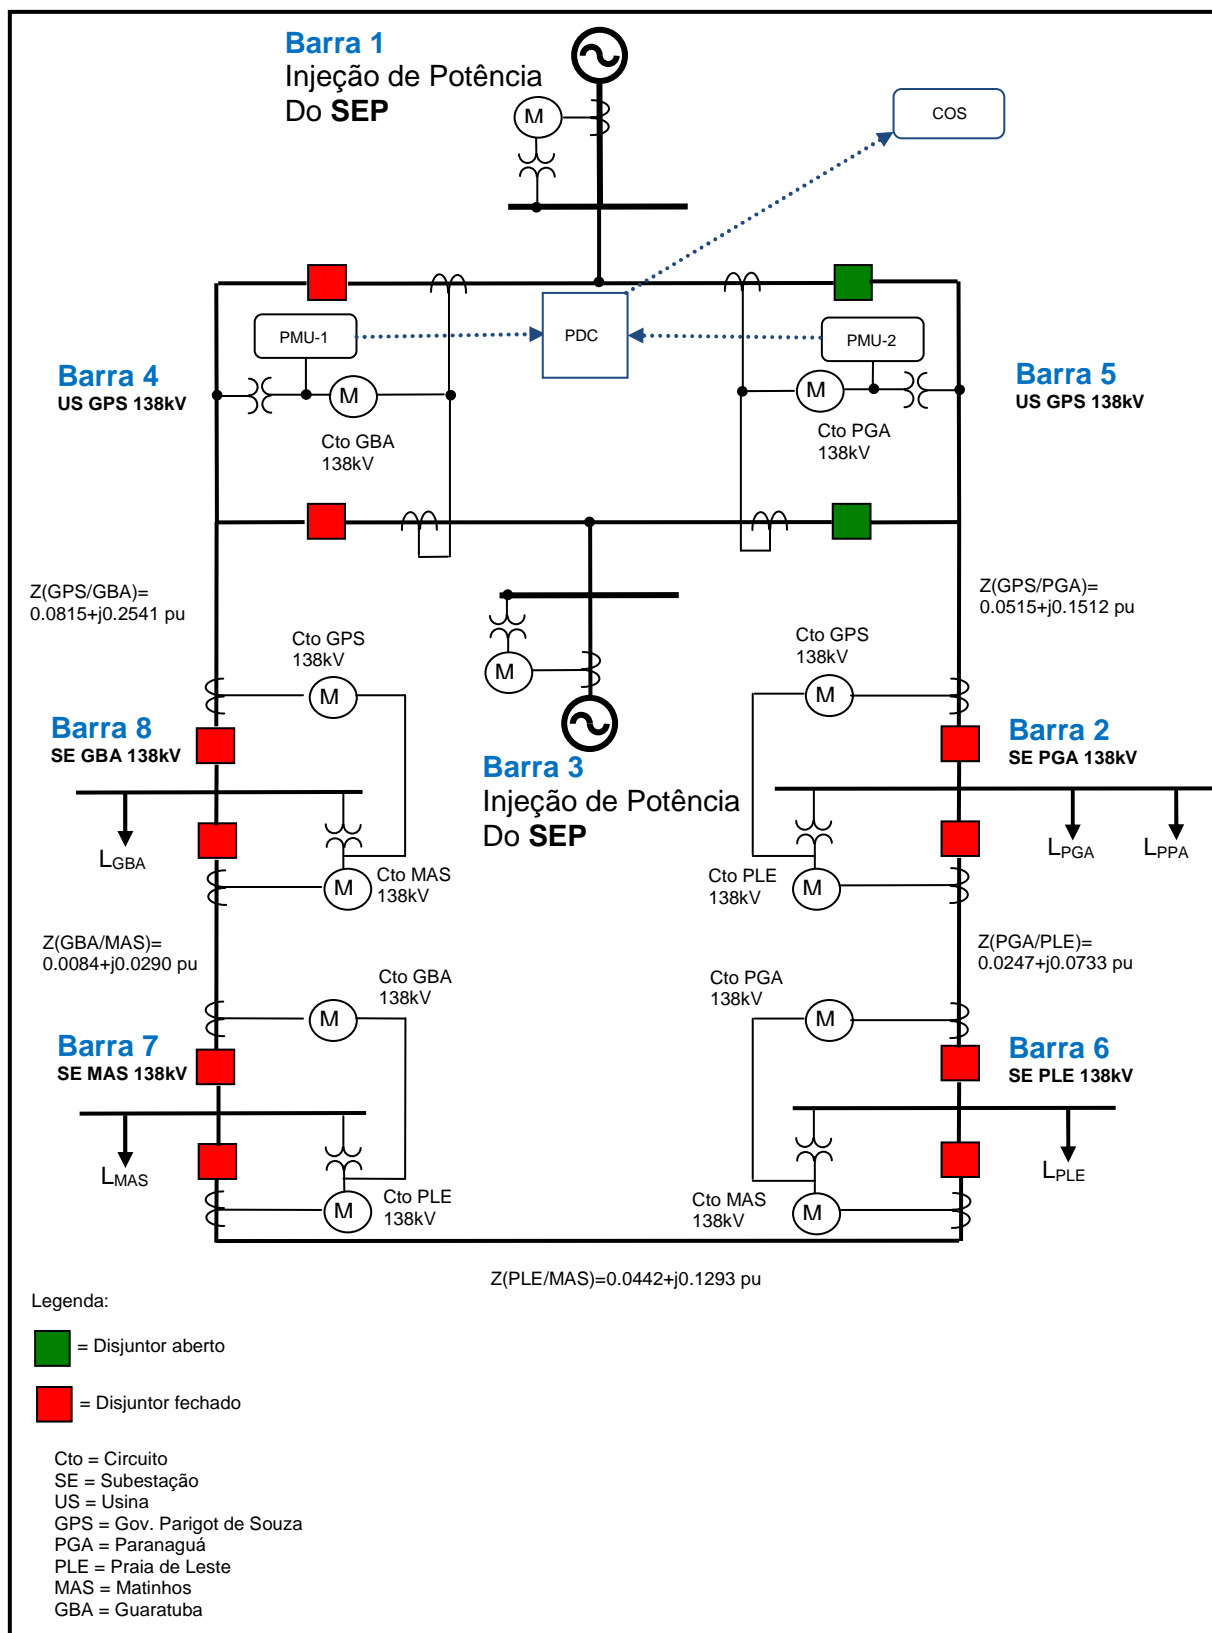 Barra 1
Injeção de Potência
Do SEP
M
COS
PMU-1
PDC
PMU-2
Barra 4
US GPS 138kV
M
Cto GBA
138kV
M
Cto PGA
138kV
Barra 5
US GPS 138kV
Z(GPS/GBA)=
0.0815+j0.2541 pu
Z(GPS/PGA)=
0.0515+j0.1512 pu
Cto GPS
138kV
M
M
Cto GPS
138kV
M
Barra 8
SE GBA 138kV
Barra 3
Injeção de Potência
Do SEP
Barra 2
SE PGA 138kV
LGBA
Cto MAS
138kV
M
Cto PLE
138kV
M
LPGA
LPPA
Z(GBA/MAS)=
0.0084+j0.0290 pu
Z(PGA/PLE)=
0.0247+j0.0733 pu
Cto GBA
138kV
M
Cto PGA
138kV
M
Barra 7
SE MAS 138kV
Barra 6
SE PLE 138kV
LMAS
Cto PLE
138kV
M
Cto MAS
138kV
M
LPLE
Z(PLE/MAS)=0.0442+j0.1293 pu
Legenda:
= Disjuntor aberto
= Disjuntor fechado
Cto = Circuito
SE = Subestação
US = Usina
GPS = Gov. Parigot de Souza
PGA = Paranaguá
PLE = Praia de Leste
MAS = Matinhos
GBA = Guaratuba